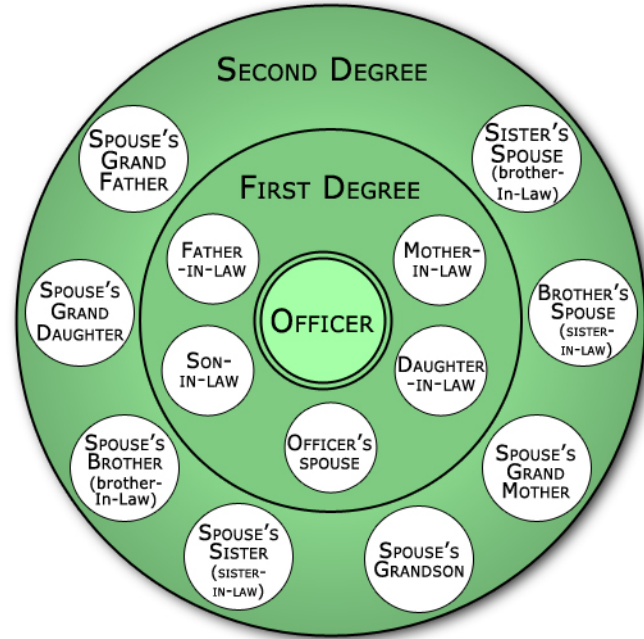 SECOND DEGREE
SPOUSE'S
GRAND
FATHER
SISTER'S
SPOUSE
(brother-
In-Law)
FIRST DEGREE
FATHER
-IN-LAW
MOTHER-
IN-LAW
SPOUSE'S
GRAND
DAUGHTER
OFFICER
BROTHER'S
SPOUSE
(SISTER-
IN-LAW)
SON-
IN-LAW
DAUGHTER
-IN-LAW
SPOUSE'S
BROTHER
(brother-
In-Law)
OFFICER'S
SPOUSE
SPOUSE'S
GRAND
MOTHER
SPOUSE'S
SISTER
(SISTER-
IN-LAW)
SPOUSE'S
GRANDSON